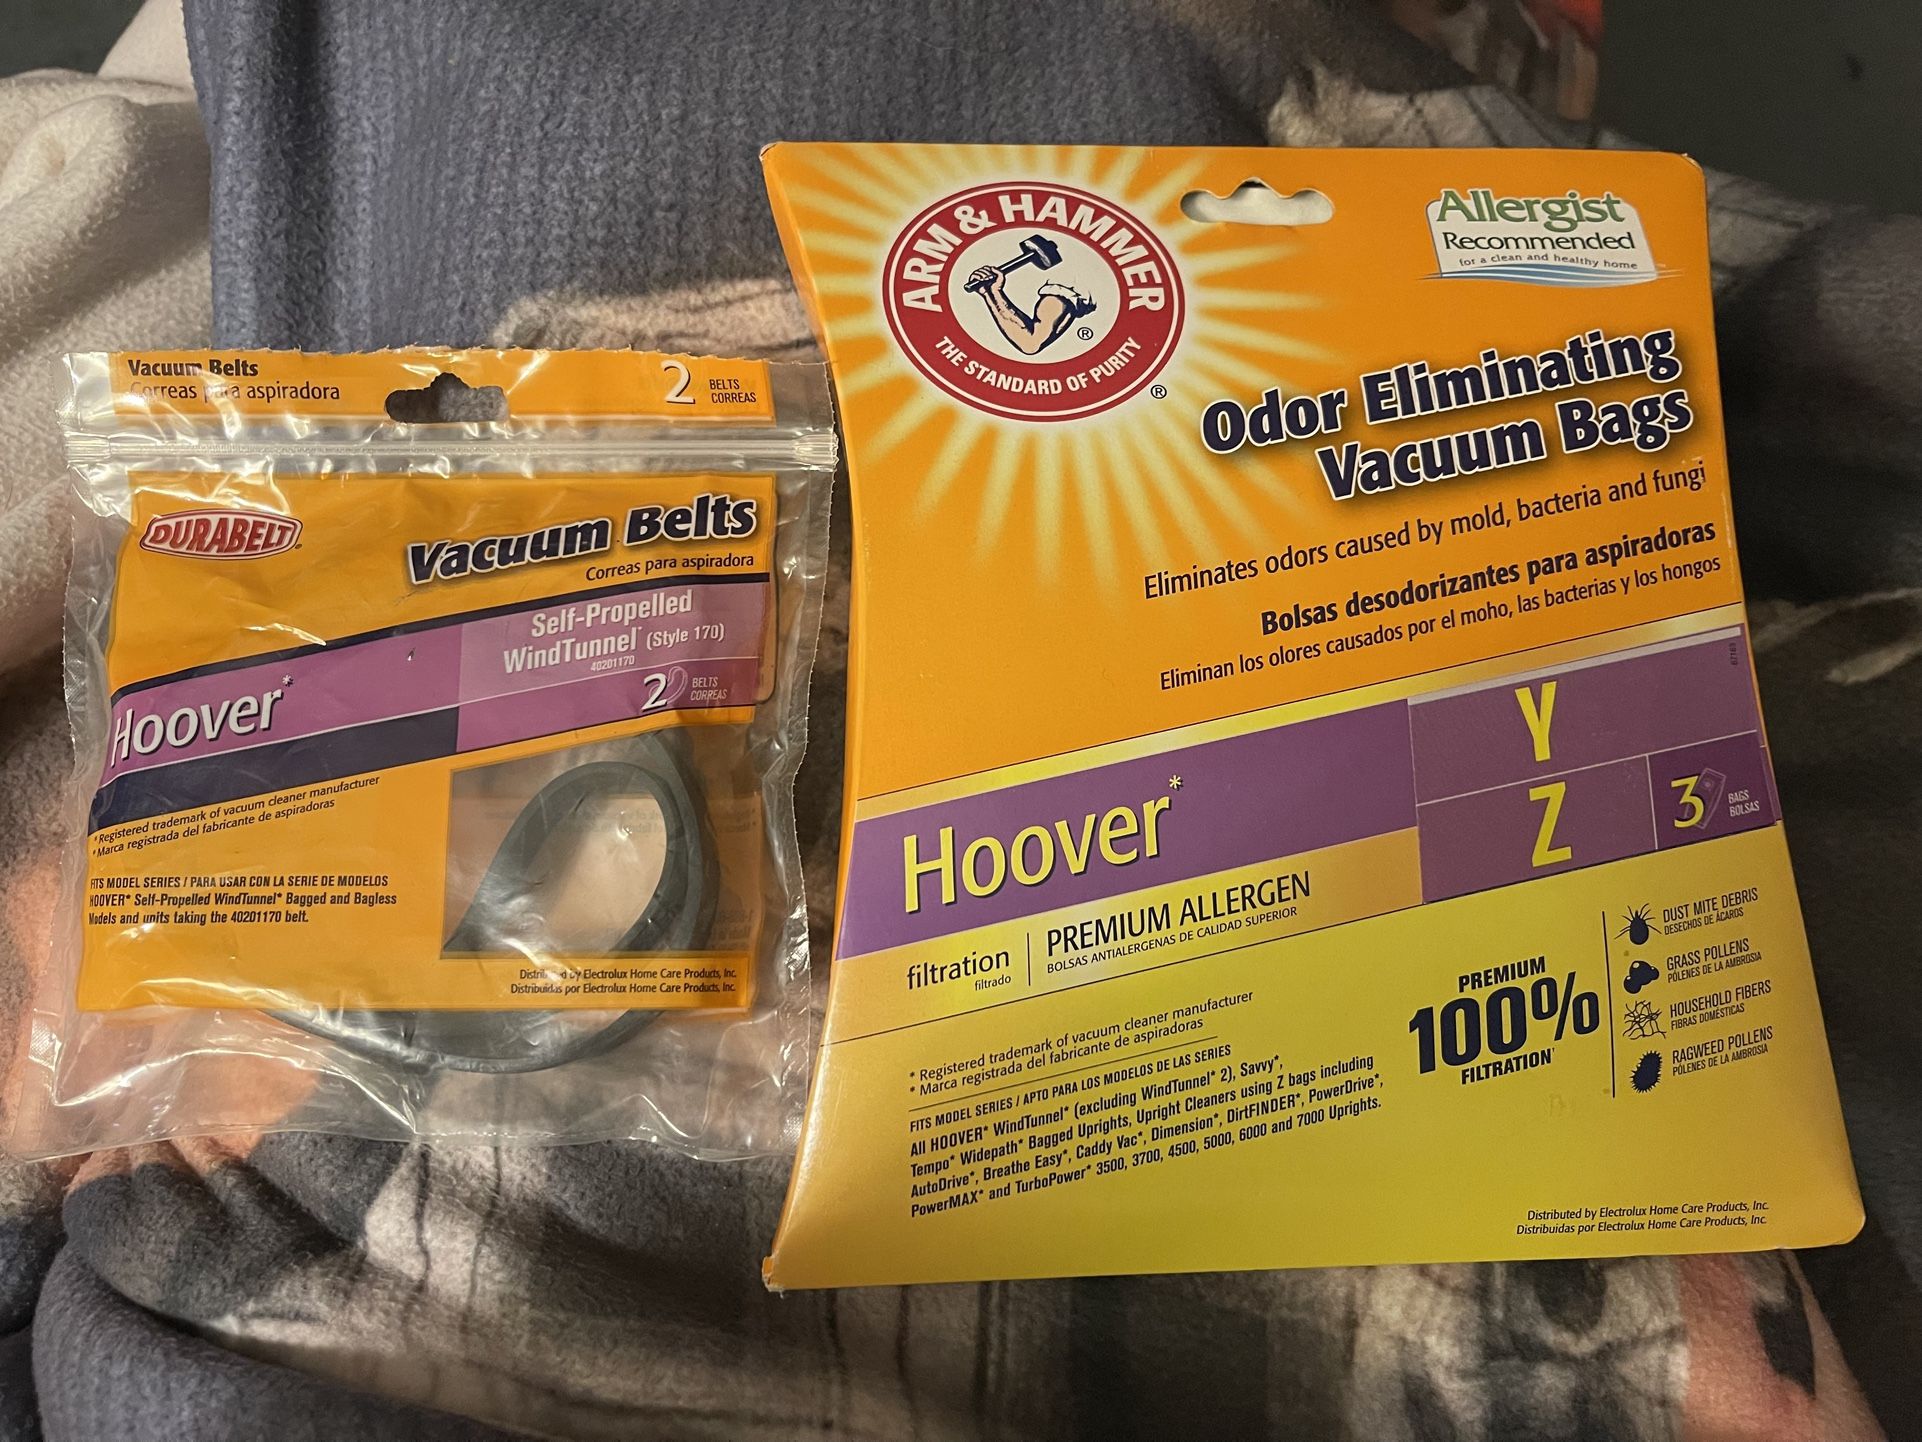 Vacuum Belts
Correas para aspiradora
2 BELTS
CORREAS
DURABELT
Vacuum Belts
Correas para aspiradora
Self-Propelled
WindTunnel* (Style 170)
40201170
2 BELTS
CORREAS
Hoover*
* Registered trademark of vacuum cleaner manufacturer
* Marca registrada del fabricante de aspiradoras
FITS MODEL SERIES / PARA USAR CON LA SERIE DE MODELOS
HOOVER* Self-Propelled WindTunnel* Bagged and Bagless
Models and units taking the 40201170 belt.
Distributed by Electrolux Home Care Products, Inc.
Distribuidas por Electrolux Home Care Products, Inc.
ARM & HAMMER
®
THE STANDARD OF PURITY
®
Allergist
Recommended
for a clean and healthy home
Odor Eliminating
Vacuum Bags
Eliminates odors caused by mold, bacteria and fungi
Bolsas desodorizantes para aspiradoras
Eliminan los olores causados por el moho, las bacterias y los hongos
Hoover*
Y
Z
3 BAGS
BOLSAS
filtration
filtrado
PREMIUM ALLERGEN
BOLSAS ANTIALERGENAS DE CALIDAD SUPERIOR
* Registered trademark of vacuum cleaner manufacturer
* Marca registrada del fabricante de aspiradoras
FITS MODEL SERIES / APTO PARA LOS MODELOS DE LAS SERIES
All HOOVER* WindTunnel* (excluding WindTunnel* 2), Savvy*,
Tempo* Widepath* Bagged Uprights, Upright Cleaners using Z bags including
AutoDrive*, Breathe Easy*, Caddy Vac*, Dimension*, DirtFINDER*, PowerDrive*,
PowerMAX* and TurboPower* 3500, 3700, 4500, 5000, 6000 and 7000 Uprights.
PREMIUM
100%
FILTRATION
DUST MITE DEBRIS
DESECHOS DE ÁCAROS
GRASS POLLENS
PÓLENES DE LA AMBROSIA
HOUSEHOLD FIBERS
FIBRAS DOMÉSTICAS
RAGWEED POLLENS
PÓLENES DE LA AMBROSIA
Distributed by Electrolux Home Care Products, Inc.
Distribuidas por Electrolux Home Care Products, Inc.